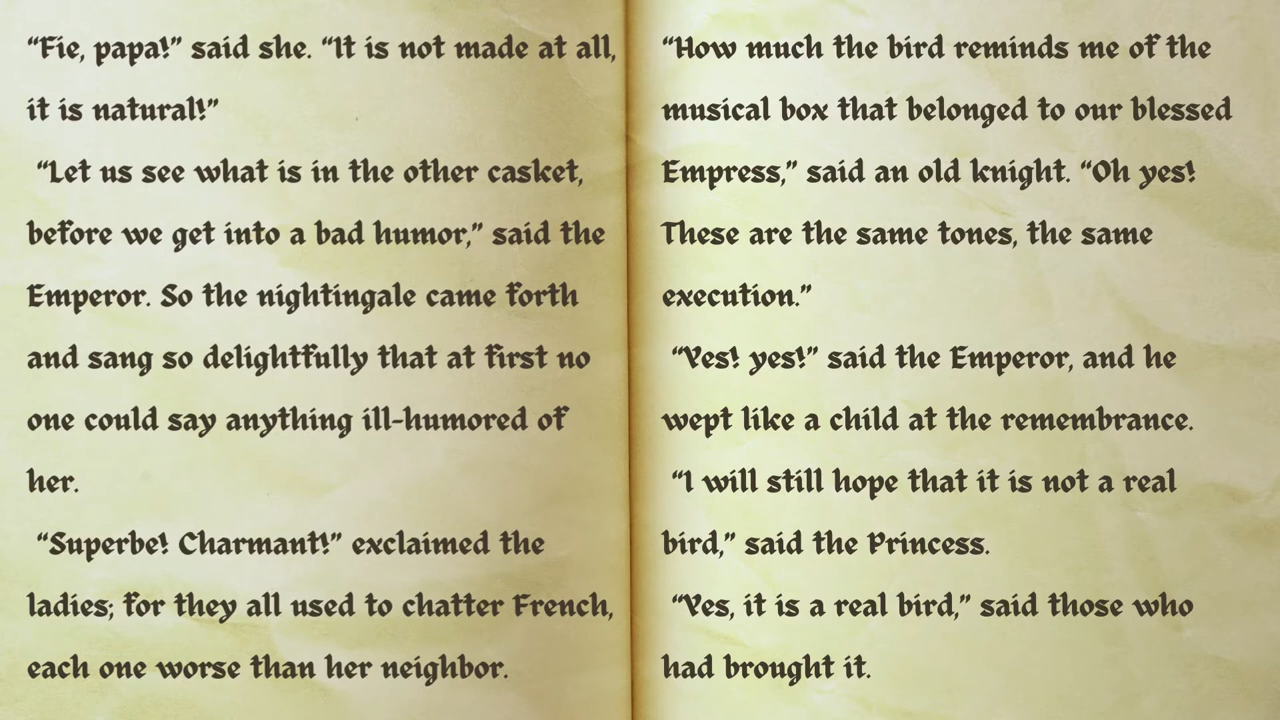 “Fie, papa!” said she. “It is not made at all,
it is natural!”
“Let us see what is in the other casket,
before we get into a bad humor,” said the
Emperor. So the nightingale came forth
and sang so delightfully that at first no
one could say anything ill-humored of
her.
“Superbe! Charmant!” exclaimed the
ladies; for they all used to chatter French,
each one worse than her neighbor.
“How much the bird reminds me of the
musical box that belonged to our blessed
Empress,” said an old knight. “Oh yes!
These are the same tones, the same
execution.”
“Yes! yes!” said the Emperor, and he
wept like a child at the remembrance.
“I will still hope that it is not a real
bird,” said the Princess.
“Yes, it is a real bird,” said those who
had brought it.